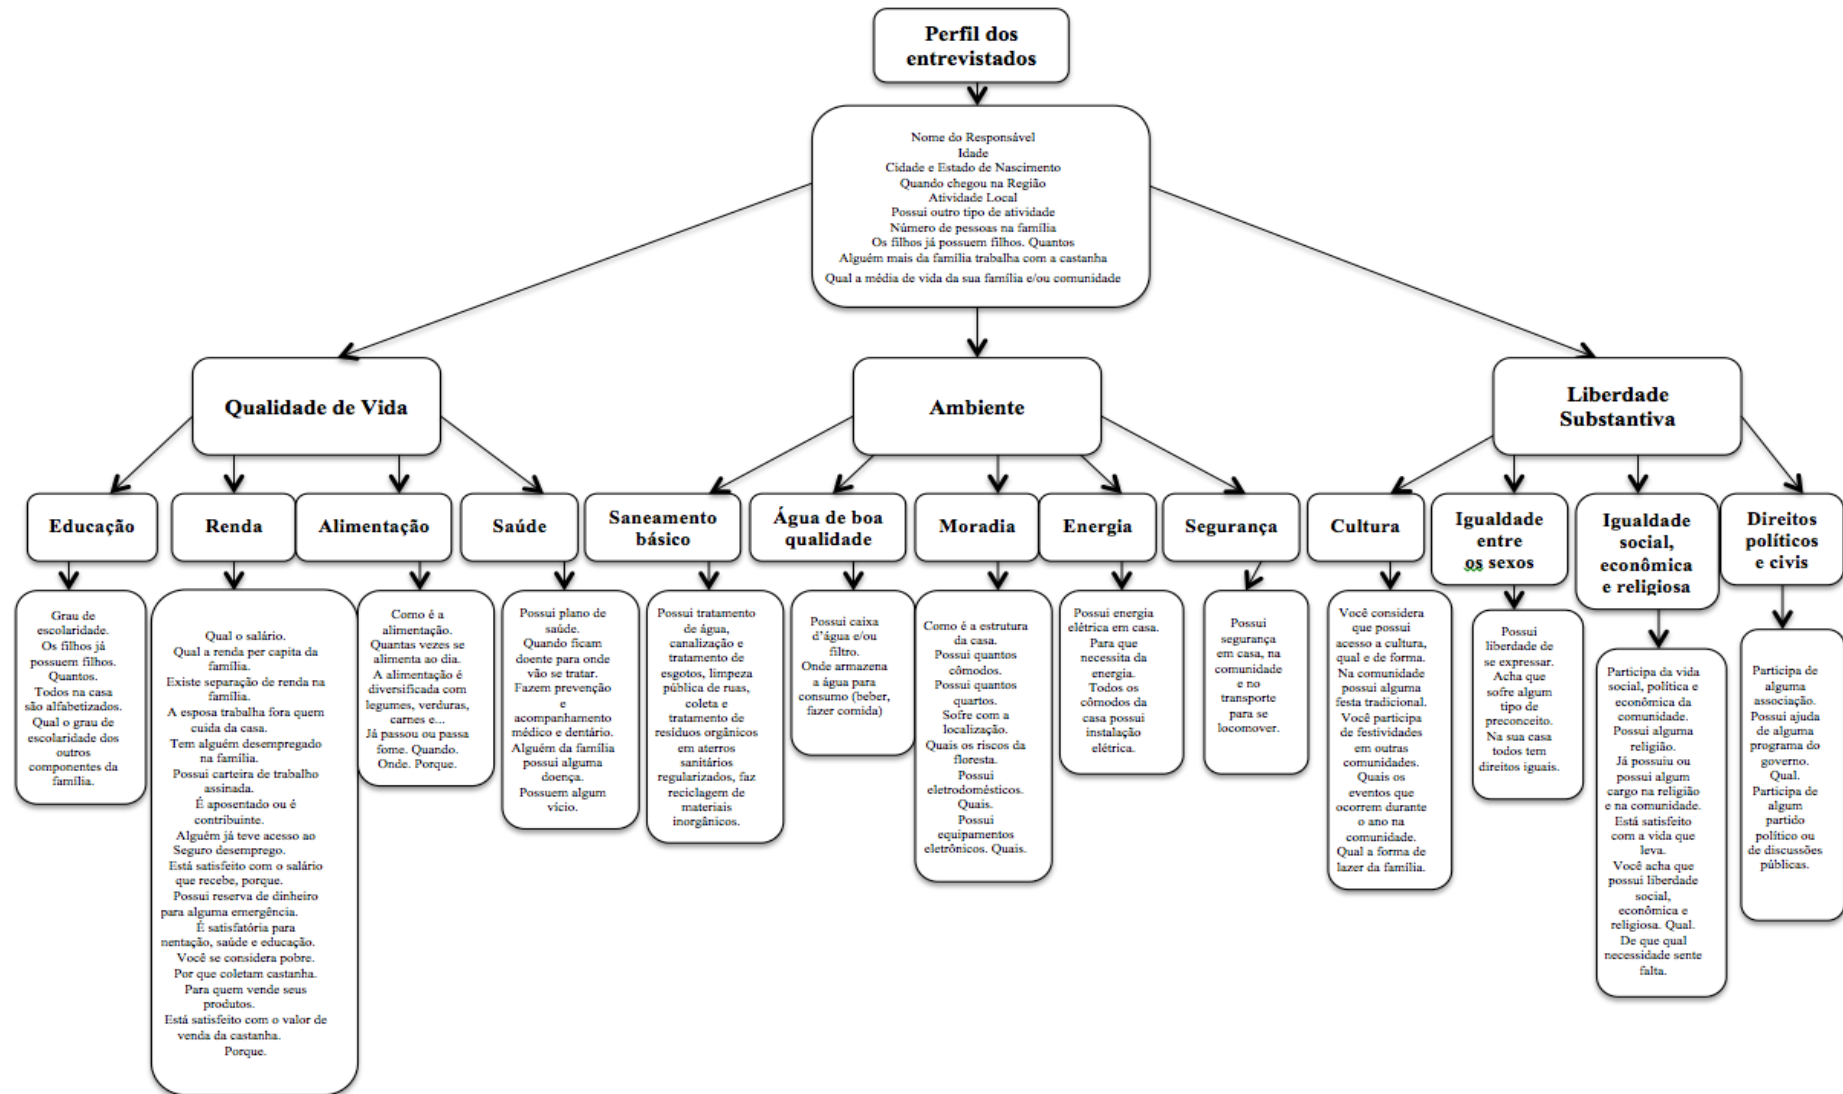 Perfil dos
entrevistados
Nome do Responsável
Idade
Cidade e Estado de Nascimento
Quando chegou na Região
Atividade Local
Possui outro tipo de atividade
Número de pessoas na família
Os filhos já possuem filhos. Quantos
Alguém mais da família trabalha com a castanha
Qual a média de vida da sua família e/ou comunidade
Qualidade de Vida
Ambiente
Liberdade
Substantiva
Educação
Renda
Alimentação
Saúde
Saneamento
básico
Água de boa
qualidade
Moradia
Energia
Segurança
Cultura
Igualdade
entre
os sexos
Igualdade
social,
econômica
e religiosa
Direitos
políticos
e civis
Grau de
escolaridade.
Os filhos já
possuem filhos.
Quantos.
Todos na casa
são alfabetizados.
Qual o grau de
escolaridade dos
outros
componentes da
família.
Qual o salário.
Qual a renda per capita da
família.
Existe separação de renda na
família.
A esposa trabalha fora quem
cuida da casa.
Tem alguém desempregado
na família.
Possui carteira de trabalho
assinada.
É aposentado ou é
contribuinte.
Alguém já teve acesso ao
Seguro desemprego.
Está satisfeito com o salário
que recebe, porque.
Possui reserva de dinheiro
para alguma emergência.
É satisfatória para
nentação, saúde e educação.
Você se considera pobre.
Por que coletam castanha.
Para quem vende seus
produtos.
Está satisfeito com o valor de
venda da castanha.
Porque.
Como é a
alimentação.
Quantas vezes se
alimenta ao dia.
A alimentação é
diversificada com
legumes, verduras,
carnes e...
Já passou ou passa
fome. Quando.
Onde. Porque.
Possui plano de
saúde.
Quando ficam
doente para onde
vão se tratar.
Fazem prevenção
e
acompanhamento
médico e dentário.
Alguém da família
possui alguma
doença.
Possuem algum
vício.
Possui tratamento
de água,
canalização e
tratamento de
esgotos, limpeza
pública de ruas,
coleta e
tratamento de
resíduos orgânicos
em aterros
sanitários
regularizados, faz
reciclagem de
materiais
inorgânicos.
Possui caixa
d'água e/ou
filtro.
Onde armazena
a água para
consumo (beber,
fazer comida)
Como é a estrutura
da casa.
Possui quantos
cômodos.
Possui quantos
quartos.
Sofre com a
localização.
Quais os riscos da
floresta.
Possui
eletrodomésticos.
Quais.
Possui
equipamentos
eletrônicos. Quais.
Possui energia
elétrica em casa.
Para que
necessita da
energia.
Todos os
cômodos da
casa possui
instalação
elétrica.
Possui
segurança
em casa, na
comunidade
e no
transporte
para se
locomover.
Você considera
que possui
acesso a cultura,
qual e de forma.
Na comunidade
possui alguma
festa tradicional.
Você participa
de festividades
em outras
comunidades.
Quais os
eventos que
ocorrem durante
o ano na
comunidade.
Qual a forma de
lazer da família.
Possui
liberdade de
se expressar.
Acha que
sofre algum
tipo de
preconceito.
Na sua casa
todos tem
direitos iguais.
Participa da vida
social, política e
econômica da
comunidade.
Possui alguma
religião.
Já possuiu ou
possui algum
cargo na religião
e na comunidade.
Está satisfeito
com a vida que
leva.
Você acha que
possui liberdade
social,
econômica e
religiosa. Qual.
De que qual
necessidade sente
falta.
Participa de
alguma
associação.
Possui ajuda
de alguma
programa do
governo.
Qual.
Participa de
algum
partido
político ou
de discussões
públicas.